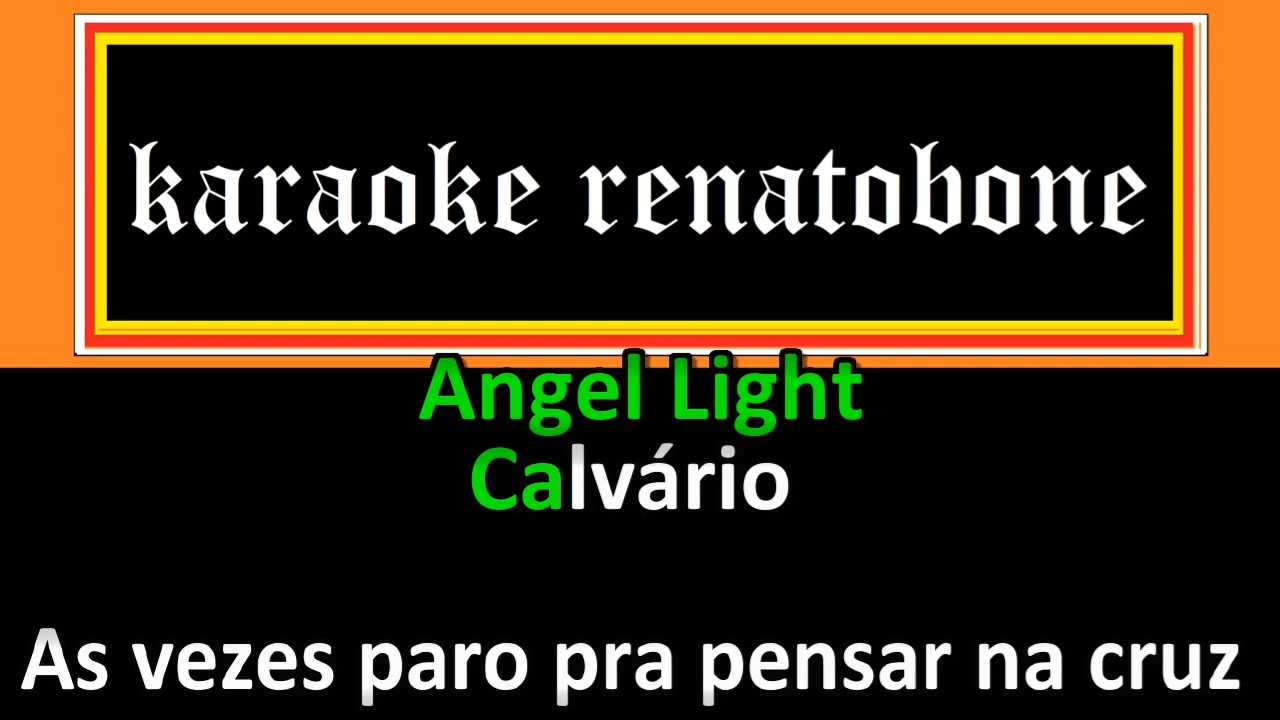 karaoke renatobone
Angel Light
Calvário
As vezes paro pra pensar na cruz